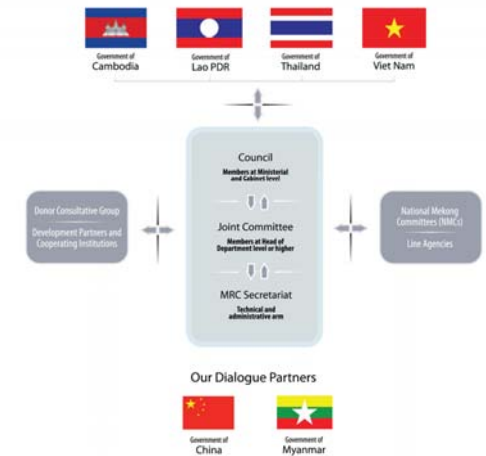 Government of Government of Government of Government of
Cambodia Lao PDR Thailand Viet Nam
Council
Members at Ministerial
and Cabinet level
Donor Consultative Group
Development Partners and
Cooperating Institutions
Joint Committee
Members at Head of
Department level or higher
National Mekong
Committees (NMCs)
Line Agencies
MRC Secretariat
Technical and
administrative arm
Our Dialogue Partners
Government of Government of
China Myanmar